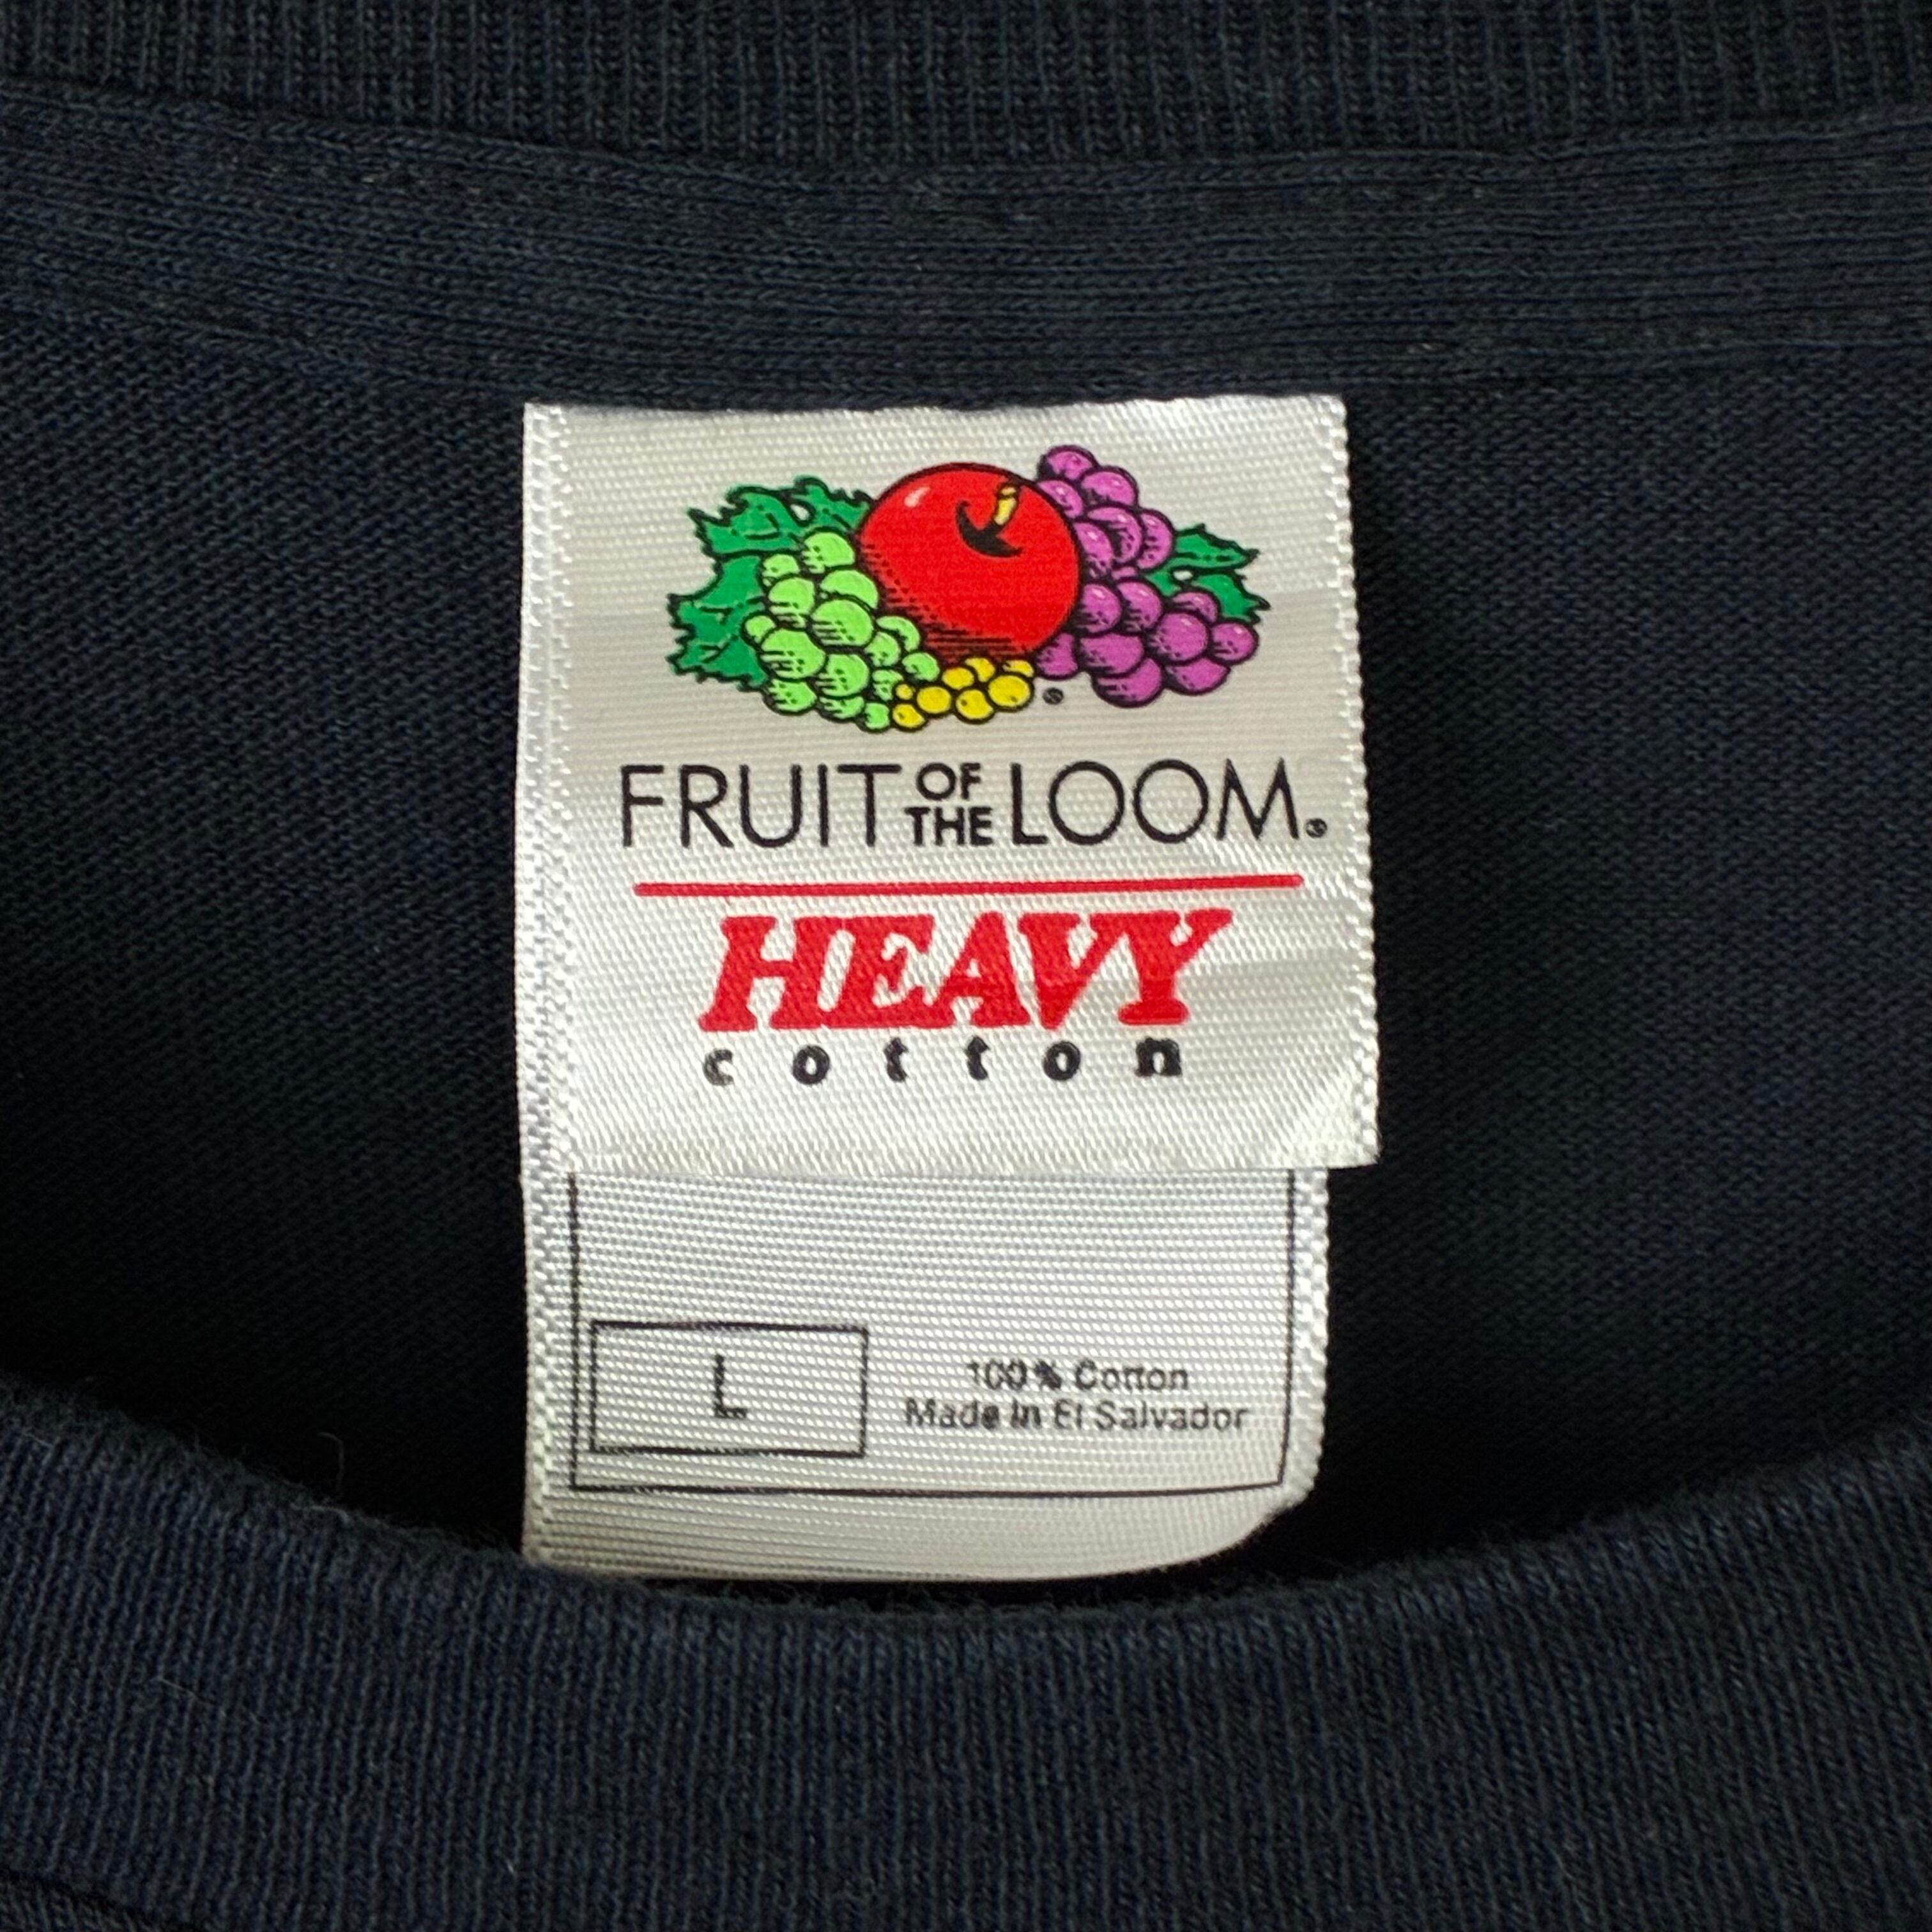 FRUIT OF THE LOOM®
HEAVY
cotton
L
100% Cotton
Made in El Salvador